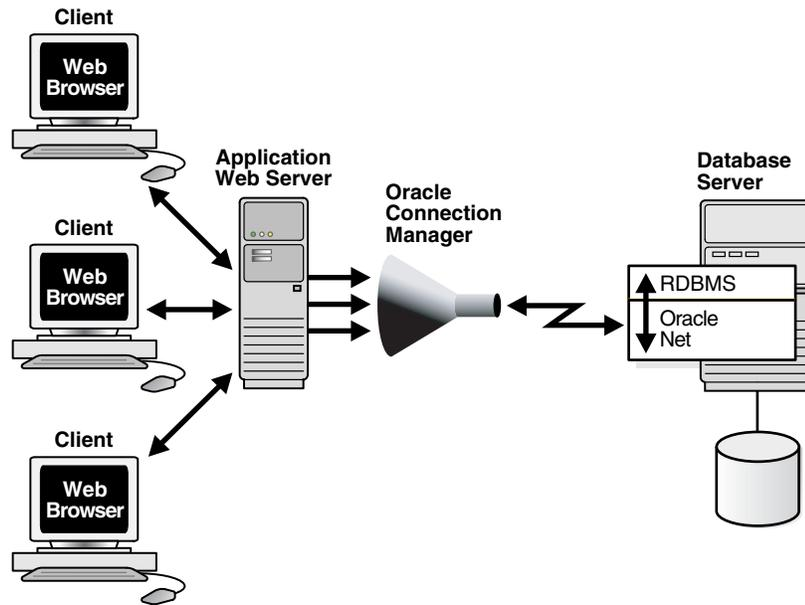 Client
Web
Browser
Application
Web Server
Oracle
Connection
Manager
Database
Server
Client
Web
Browser
RDBMS
Oracle
Net
Client
Web
Browser